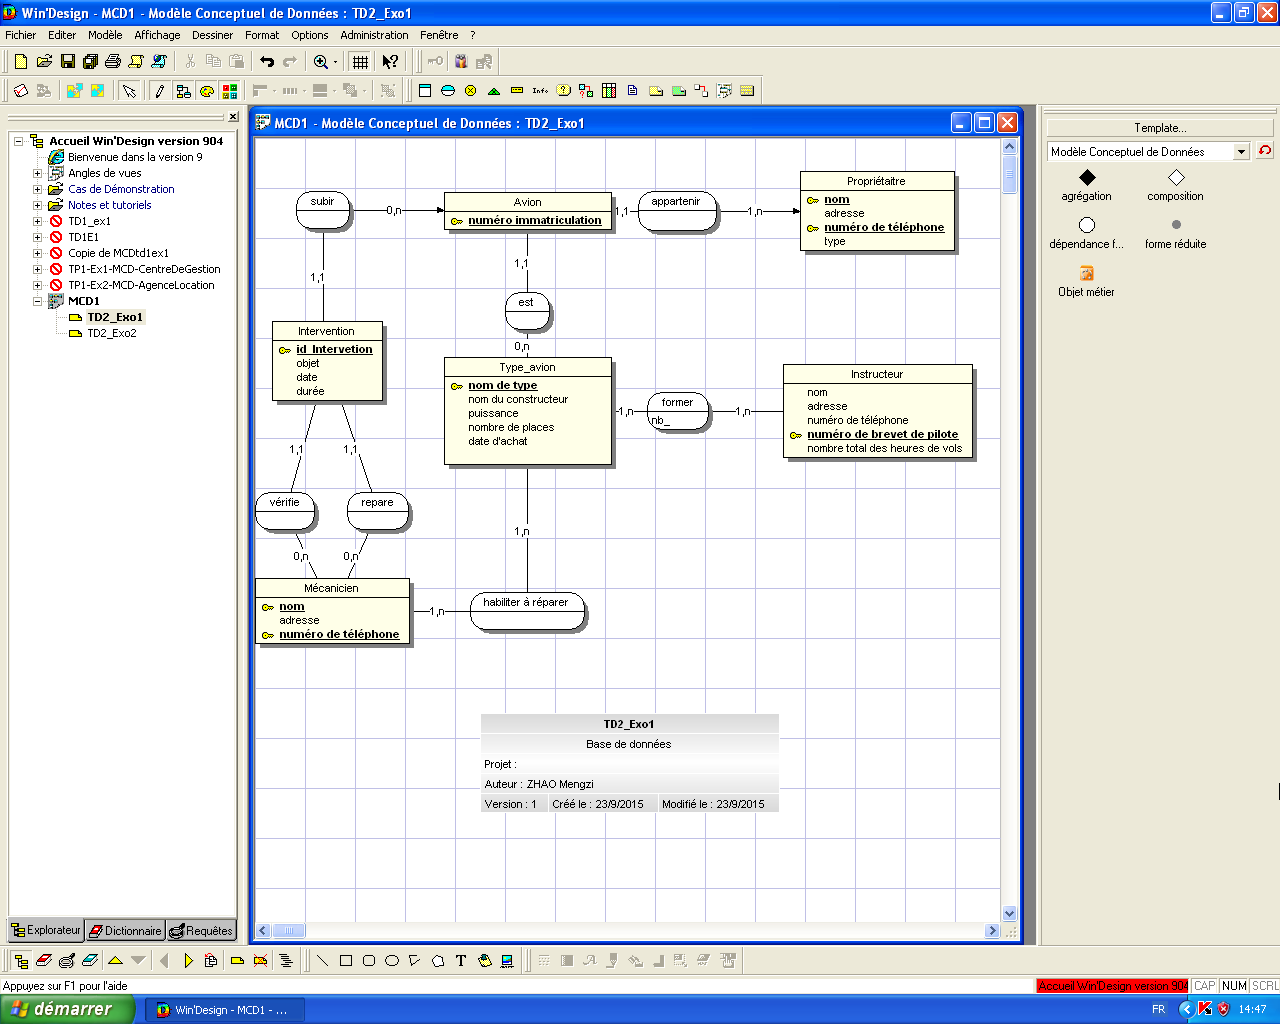 Win'Design - MCD1 - Modèle Conceptuel de Données : TD2_Exo1
Fichier Editer Modèle Affichage Dessiner Format Options Administration Fenêtre ?
Info
Accueil Win'Design version 904
Bienvenue dans la version 9
Angles de vues
Cas de Démonstration
Notes et tutoriels
TD1_ex1
TD1E1
Copie de MCDtd1ex1
TP1-Ex1-MCD-CentreDeGestion
TP1-Ex2-MCD-AgenceLocation
MCD1
TD2_Exo1
TD2_Exo2
Explorateur Dictionnaire Requêtes
MCD1 - Modèle Conceptuel de Données : TD2_Exo1
subir
0,n
Avion
numéro immatriculation
1,1
appartenir
1,n
Propriétaitre
nom
adresse
numéro de téléphone
type
1,1
1,1
est
0,n
Intervention
id_Intervetion
objet
date
durée
Type_avion
nom de type
nom du constructeur
puissance
nombre de places
date d'achat
1,n
former
nb_
1,n
Instructeur
nom
adresse
numéro de téléphone
numéro de brevet de pilote
nombre total des heures de vols
1,1
1,1
vérifie
repare
0,n
0,n
1,n
Mécanicien
nom
adresse
numéro de téléphone
1,n
habiliter à réparer
TD2_Exo1
Base de données
Projet :
Auteur : ZHAO Mengzi
Version : 1 Créé le : 23/9/2015 Modifié le : 23/9/2015
Template...
Modèle Conceptuel de Données
agrégation
composition
dépendance f...
forme réduite
Objet métier
Appuyez sur F1 pour l'aide
Accueil Win'Design version 904
CAP NUM SCRL
démarrer
Win'Design - MCD1 - ...
FR
14:47